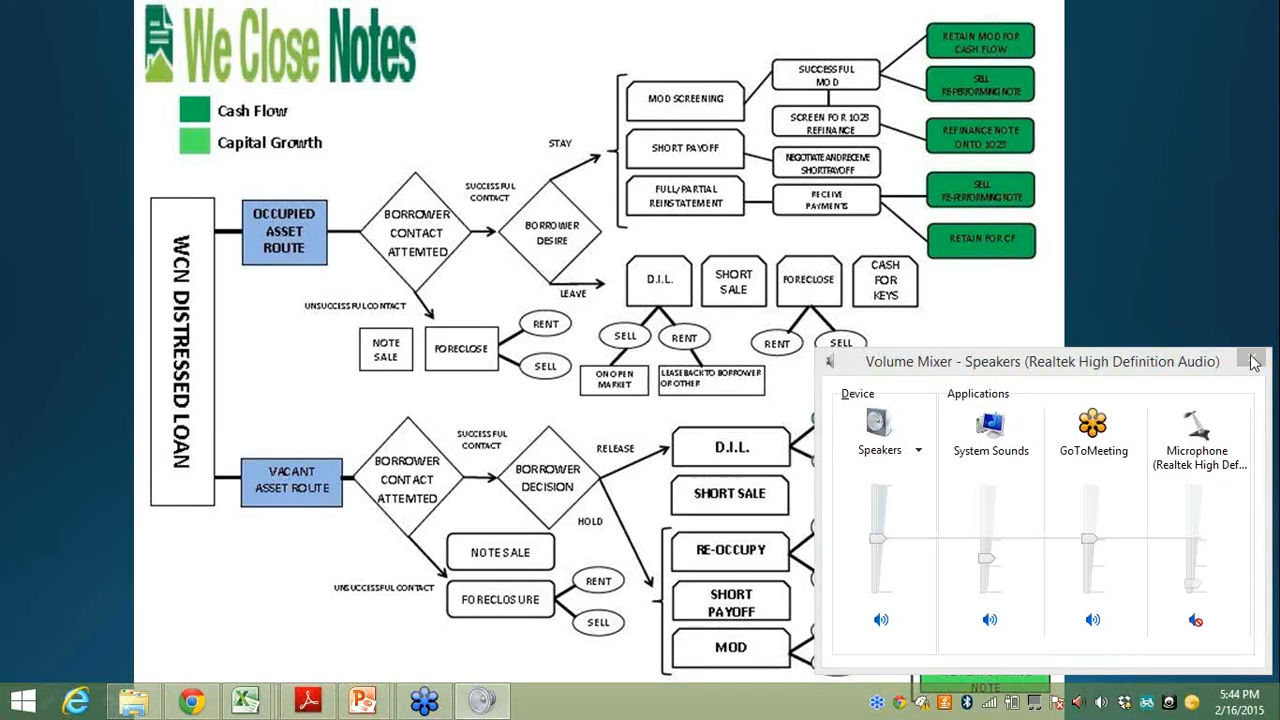 We Close Notes
Cash Flow
Capital Growth
WCN DISTRESSED LOAN
OCCUPIED
ASSET
ROUTE
BORROWER
CONTACT
ATTEMTED
SUCCESSFUL
CONTACT
BORROWER
DESIRE
STAY
MOD SCREENING
SHORT PAYOFF
FULL/PARTIAL
REINSTATEMENT
SUCCESSFUL
MOD
SCREEN FOR 1023
REFINANCE
NEGOTIATE AND RECEIVE
SHORT PAYOFF
RECEIVE
PAYMENTS
RETAIN MOD FOR
CASH FLOW
SELL
RE-PERFORMING NOTE
REFINANCE NOTE
ONTO 1023
SELL
RE-PERFORMING NOTE
RETAIN FOR CF
LEAVE
D.I.L.
SHORT
SALE
FORECLOSE
CASH
FOR
KEYS
SELL
RENT
RENT
SELL
ON OPEN
MARKET
LEASE BACK TO BORROWER
OR OTHER
UNSUCCESSFUL CONTACT
NOTE
SALE
FORECLOSE
RENT
SELL
VACANT
ASSET ROUTE
BORROWER
CONTACT
ATTEMTED
SUCCESSFUL
CONTACT
BORROWER
DECISION
RELEASE
HOLD
D.I.L.
SHORT SALE
RE-OCCUPY
SHORT
PAYOFF
MOD
UNSUCCESSFUL CONTACT
NOTE SALE
FORECLOSURE
RENT
SELL
NOTE
Volume Mixer - Speakers (Realtek High Definition Audio)
Device
Applications
Speakers
System Sounds
GoToMeeting
Microphone
(Realtek High Def...
5:44 PM
2/16/2015